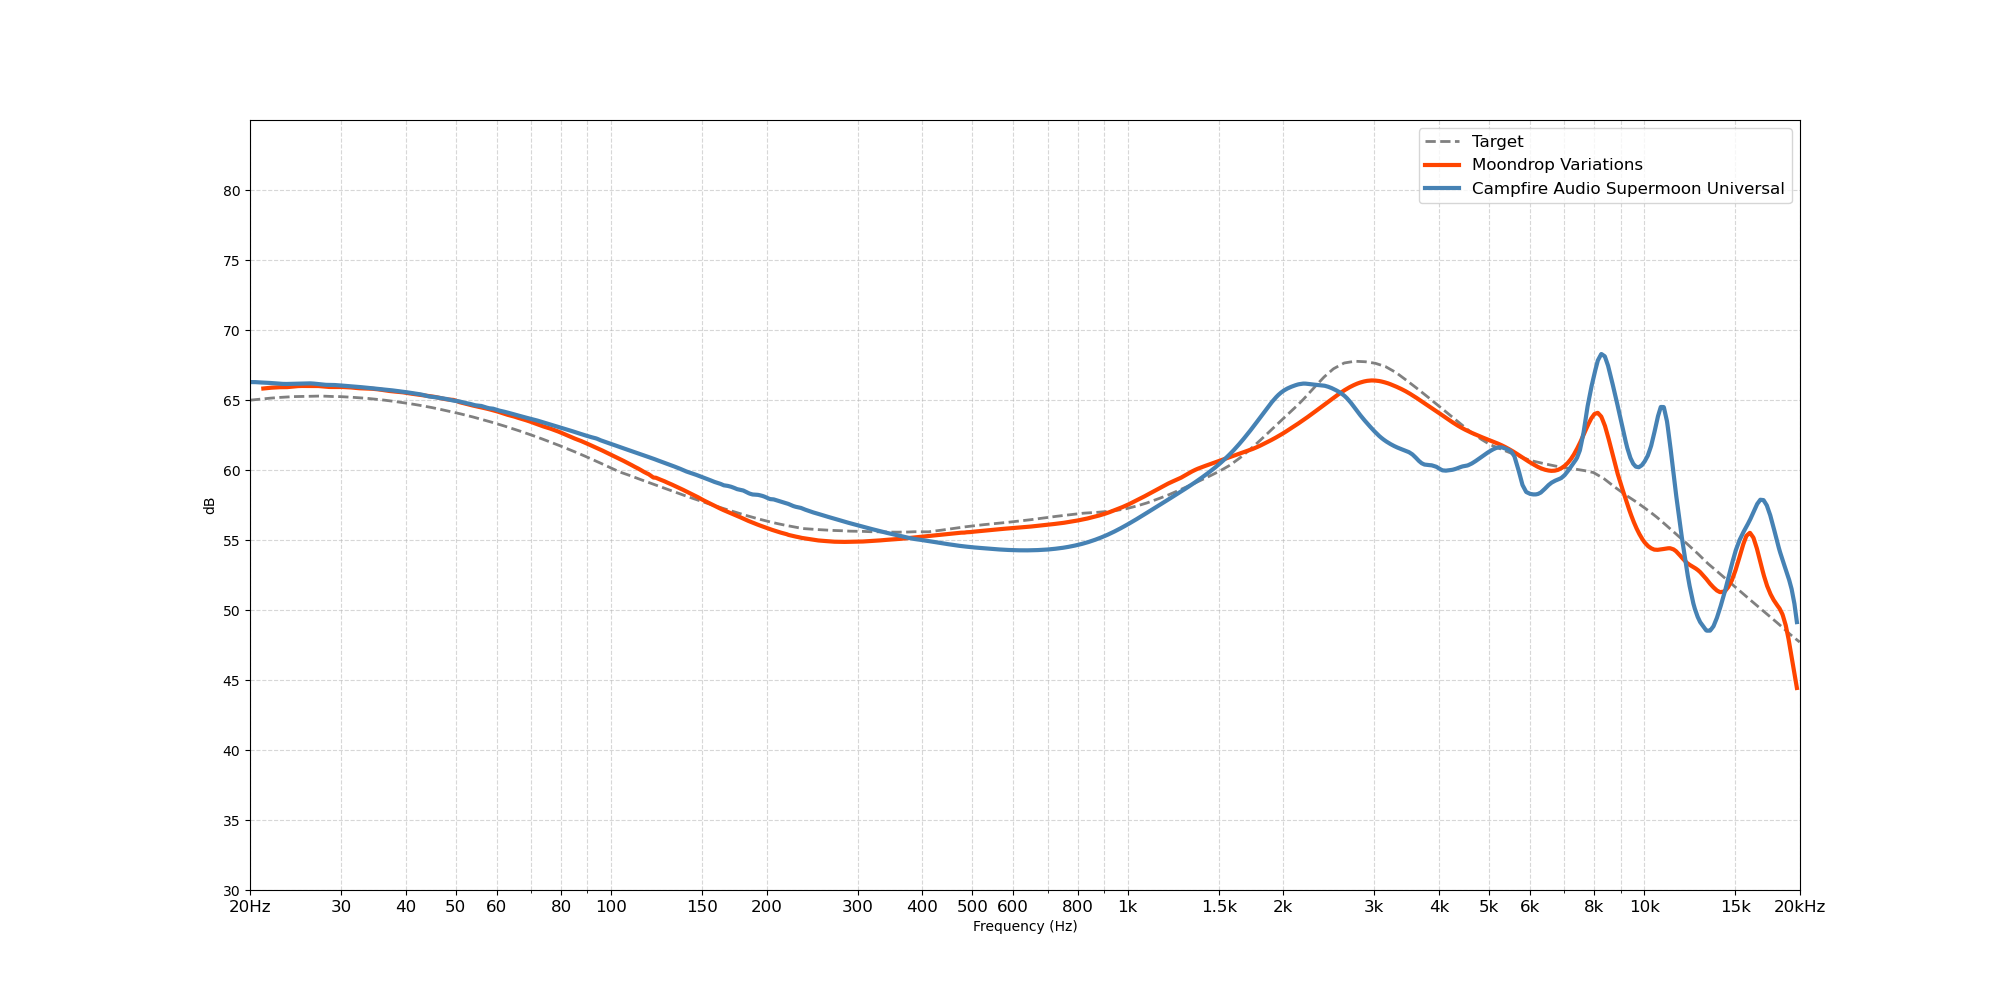 Target
Moondrop Variations
Campfire Audio Supermoon Universal
80
75
70
65
60
55
50
45
40
35
30
dB
20Hz 30 40 50 60 80 100 150 200 300 400 500 600 800 1k 1.5k 2k 3k 4k 5k 6k 8k 10k 15k 20kHz
Frequency (Hz)